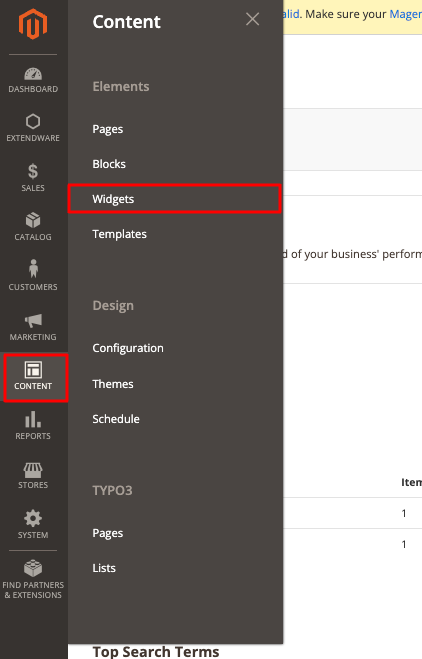 DASHBOARD
EXTENDWARE
SALES
CATALOG
CUSTOMERS
MARKETING
CONTENT
REPORTS
STORES
SYSTEM
FIND PARTNERS
& EXTENSIONS
Content
Elements
Pages
Blocks
Widgets
Templates
Design
Configuration
Themes
Schedule
TYPO3
Pages
Lists
alid. Make sure your Mager
d of your business' perform
Item
1
1
Top Search Terms